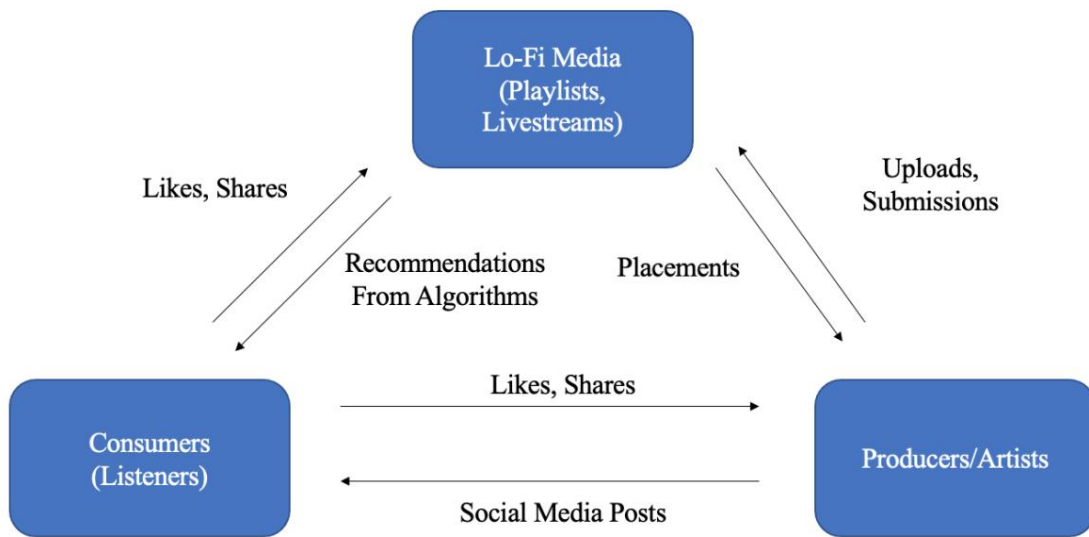 Lo-Fi Media
(Playlists,
Livestreams)
Likes, Shares
Uploads,
Submissions
Recommendations
From Algorithms
Placements
Likes, Shares
Consumers
(Listeners)
Producers/Artists
Social Media Posts